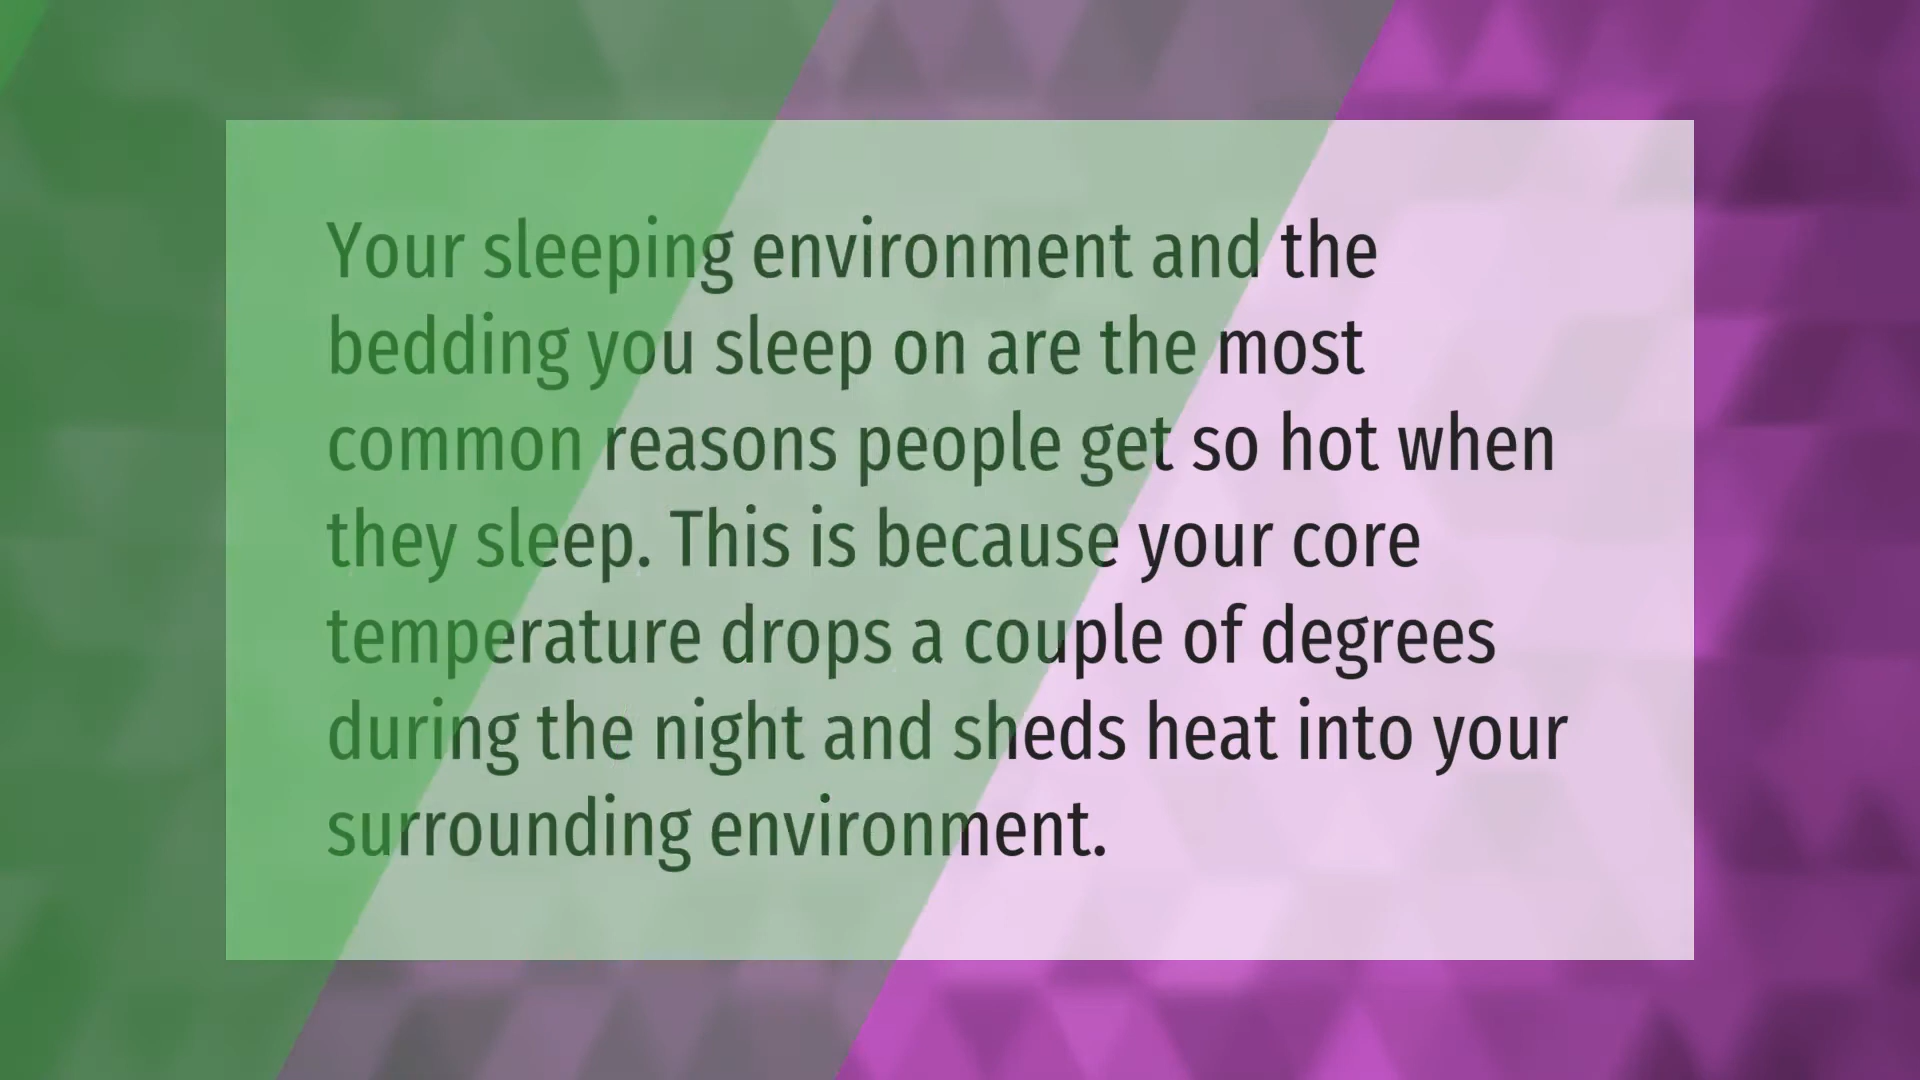 Your sleeping environment and the
bedding you sleep on are the most
common reasons people get so hot when
they sleep. This is because your core
temperature drops a couple of degrees
during the night and sheds heat into your
surrounding environment.